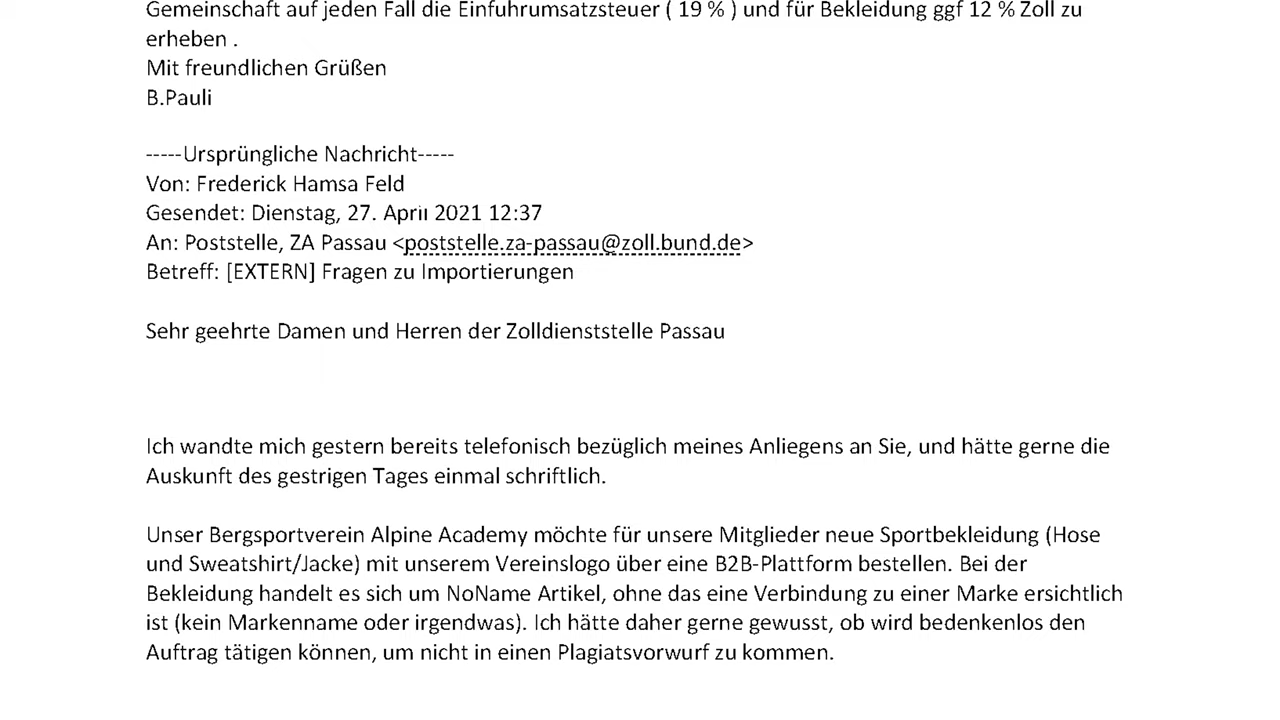 Gemeinschaft auf jeden Fall die Einfuhrumsatzsteuer ( 19 % ) und für Bekleidung ggf 12 % Zoll zu
erheben .
Mit freundlichen Grüßen
B.Pauli
-----Ursprüngliche Nachricht-----
Von: Frederick Hamsa Feld
Gesendet: Dienstag, 27. April 2021 12:37
An: Poststelle, ZA Passau <poststelle.za-passau@zoll.bund.de>
Betreff: [EXTERN] Fragen zu Importierungen
Sehr geehrte Damen und Herren der Zolldienststelle Passau
Ich wandte mich gestern bereits telefonisch bezüglich meines Anliegens an Sie, und hätte gerne die
Auskunft des gestrigen Tages einmal schriftlich.
Unser Bergsportverein Alpine Academy möchte für unsere Mitglieder neue Sportbekleidung (Hose
und Sweatshirt/Jacke) mit unserem Vereinslogo über eine B2B-Plattform bestellen. Bei der
Bekleidung handelt es sich um NoName Artikel, ohne das eine Verbindung zu einer Marke ersichtlich
ist (kein Markenname oder irgendwas). Ich hätte daher gerne gewusst, ob wird bedenkenlos den
Auftrag tätigen können, um nicht in einen Plagiatsvorwurf zu kommen.